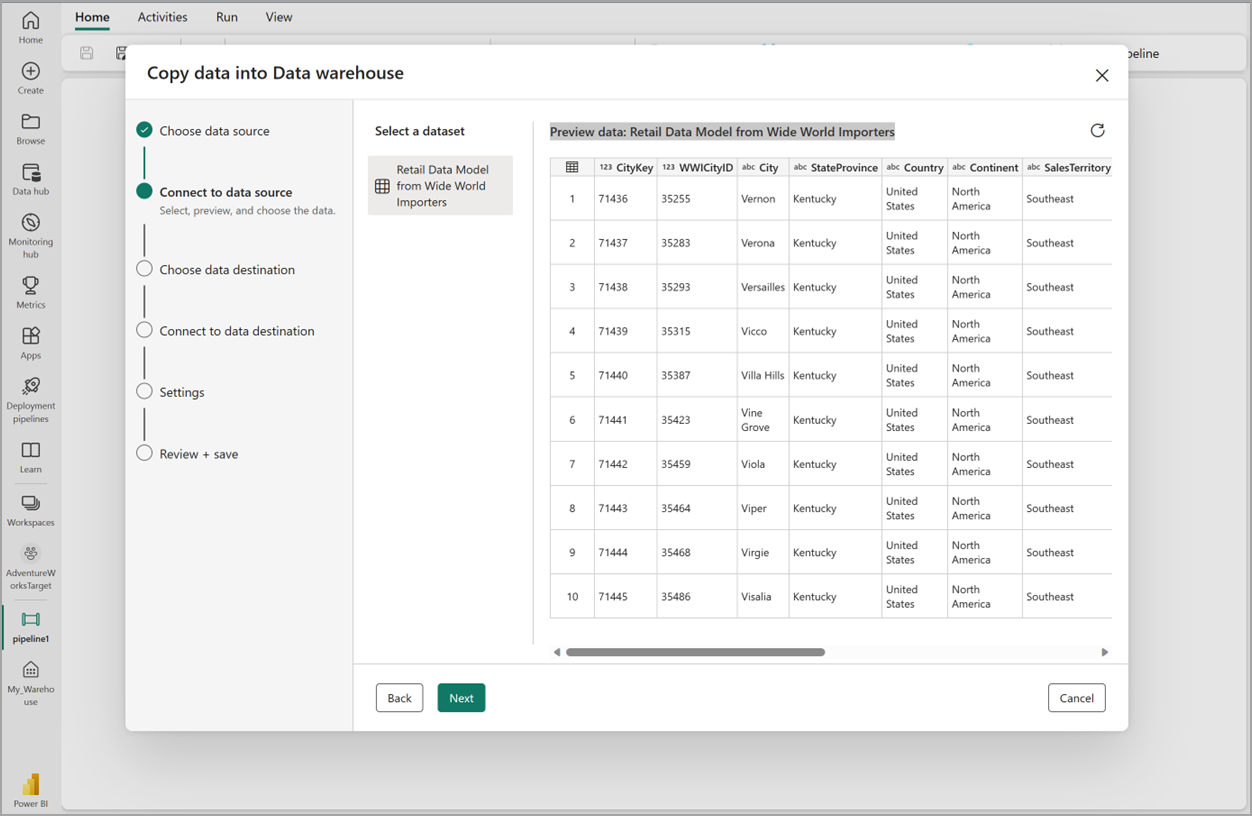 Home Activities Run View
Home
Create
Browse
Data hub
Monitoring
hub
Metrics
Apps
Deployment
pipelines
Learn
Workspaces
AdventureW
orksTarget
pipeline1
My_Wareho
use
Power BI
Copy data into Data warehouse
Choose data source
Connect to data source
Select, preview, and choose the data.
Choose data destination
Connect to data destination
Settings
Review + save
Select a dataset
Retail Data Model
from Wide World
Importers
Preview data: Retail Data Model from Wide World Importers
123 CityKey 123 WWICityID abc City abc StateProvince abc Country abc Continent abc SalesTerritory
1 71436 35255 Vernon Kentucky United States North America Southeast
2 71437 35283 Verona Kentucky United States North America Southeast
3 71438 35293 Versailles Kentucky United States North America Southeast
4 71439 35315 Vicco Kentucky United States North America Southeast
5 71440 35387 Villa Hills Kentucky United States North America Southeast
6 71441 35423 Vine Grove Kentucky United States North America Southeast
7 71442 35459 Viola Kentucky United States North America Southeast
8 71443 35464 Viper Kentucky United States North America Southeast
9 71444 35468 Virgie Kentucky United States North America Southeast
10 71445 35486 Visalia Kentucky United States North America Southeast
Back Next Cancel